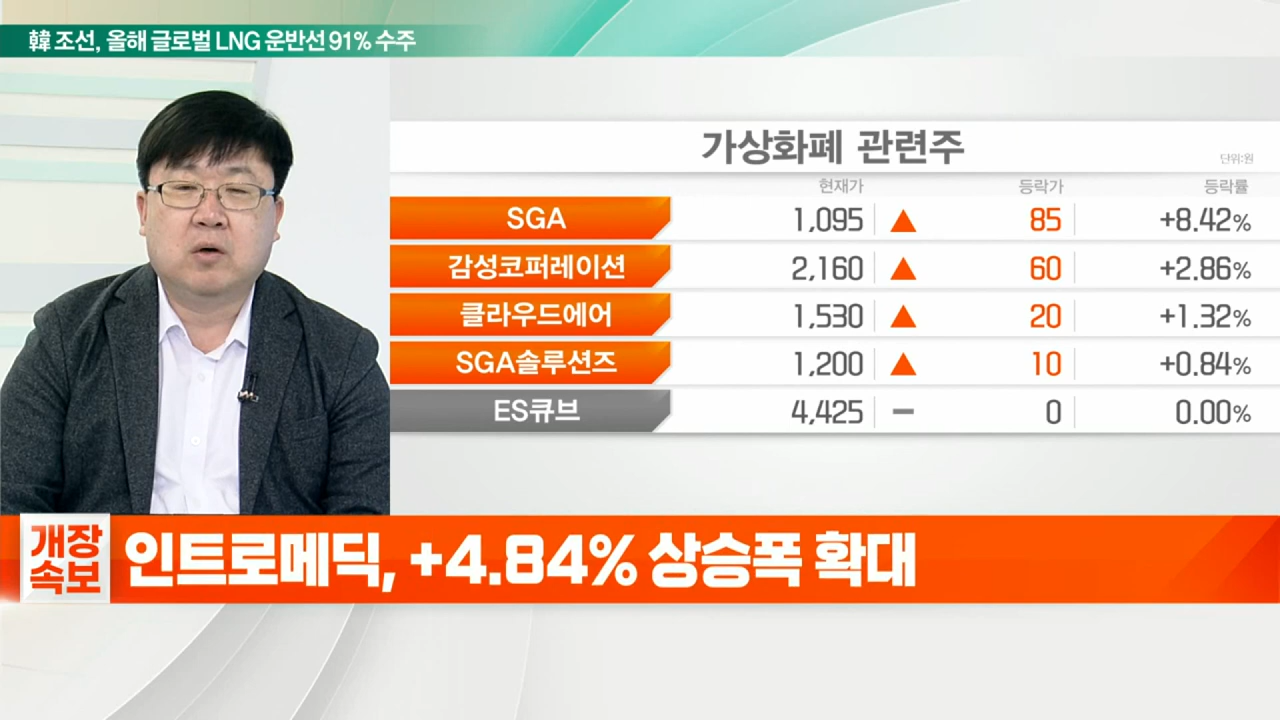 韓 조선, 올해 글로벌 LNG 운반선 91% 수주
가상화폐 관련주
단위:원
현재가 등락가 등락률
SGA 1,095 ▲ 85 +8.42%
감성코퍼레이션 2,160 ▲ 60 +2.86%
클라우드에어 1,530 ▲ 20 +1.32%
SGA솔루션즈 1,200 ▲ 10 +0.84%
ES큐브 4,425 － 0 0.00%
개장
속보
인트로메딕, +4.84% 상승폭 확대